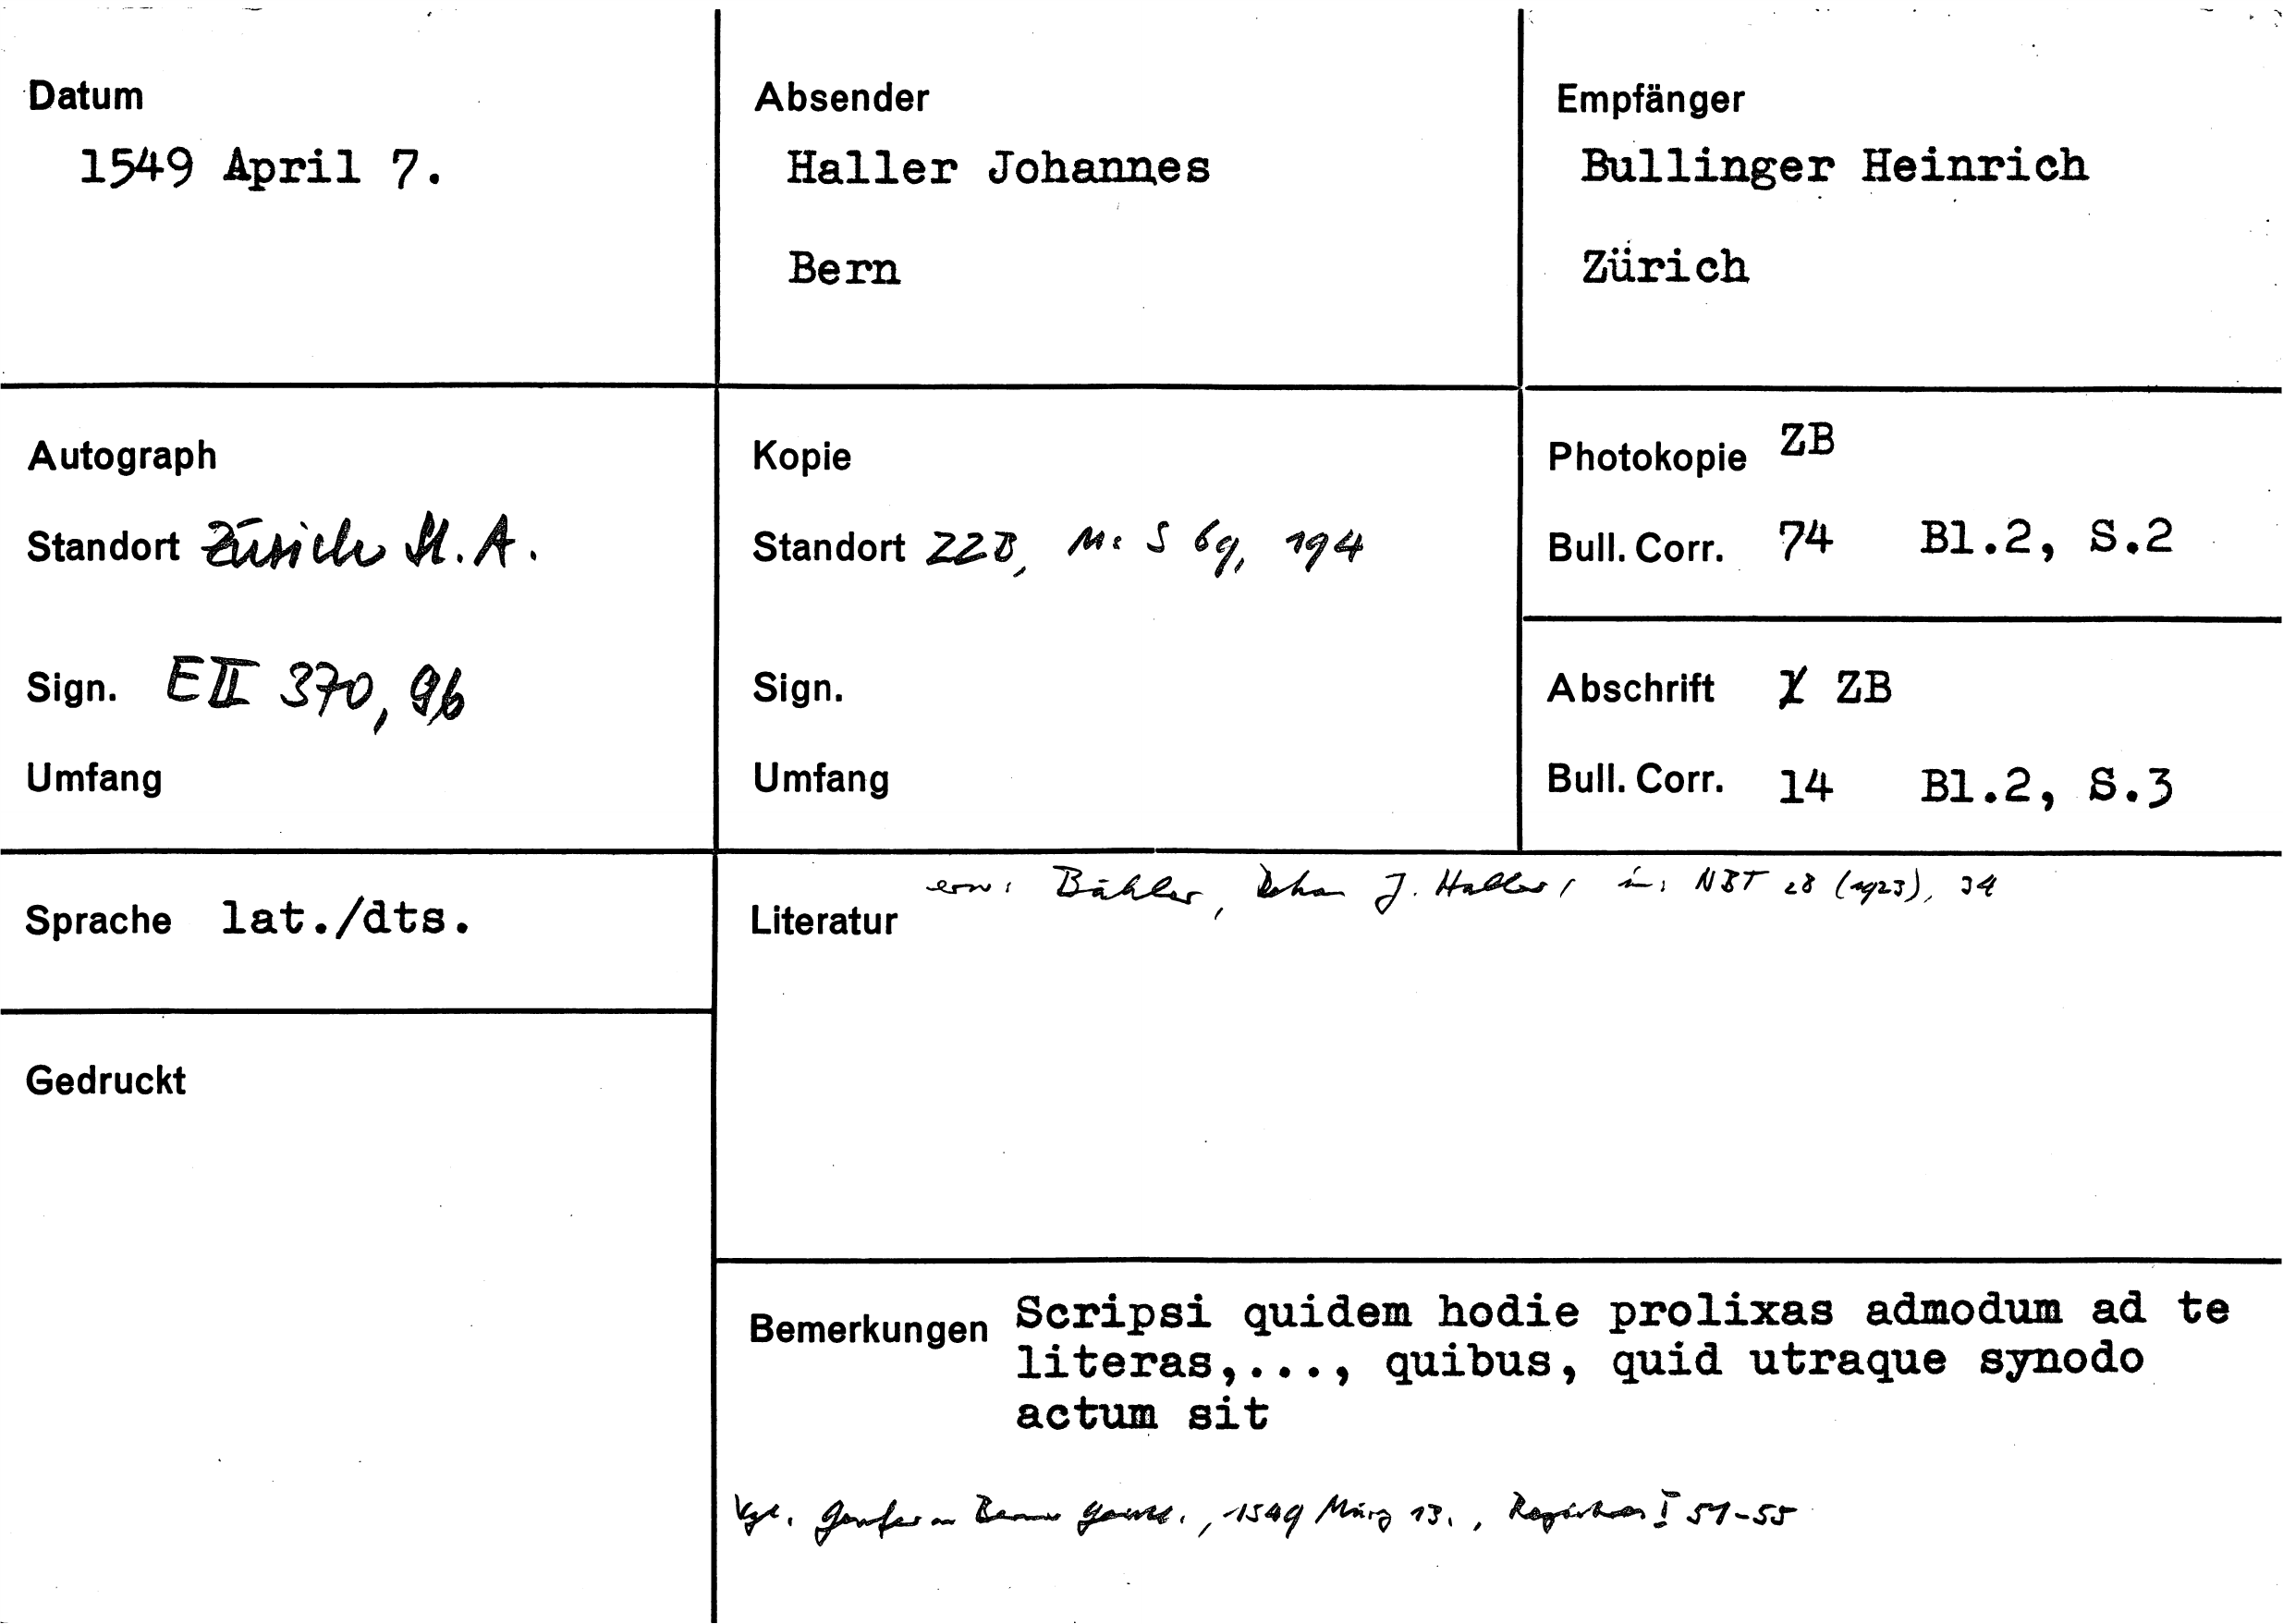 Datum
1549 April 7.
Absender
Haller Johannes
Bern
Empfänger
Bullinger Heinrich
Zürich
Autograph
Standort Zürich St.A.
Sign. E II 370, 96
Umfang
Kopie
Standort ZZB, Ms S 69, 194
Sign.
Umfang
Photokopie ZB
Bull. Corr. 74 Bl.2, S.2
Abschrift ZB
Bull. Corr. 14 Bl.2, S.3
Sprache lat./dts.
Gedruckt
Literatur erw: Bähler, Dekan J. Haller, in: NBT 28 (1923), 34
Bemerkungen Scripsi quidem hodie prolixas admodum ad te
literas,..., quibus, quid utraque synodo
actum sit
Vgl. Genfer an Berner , 1549 März 13., I 51-55